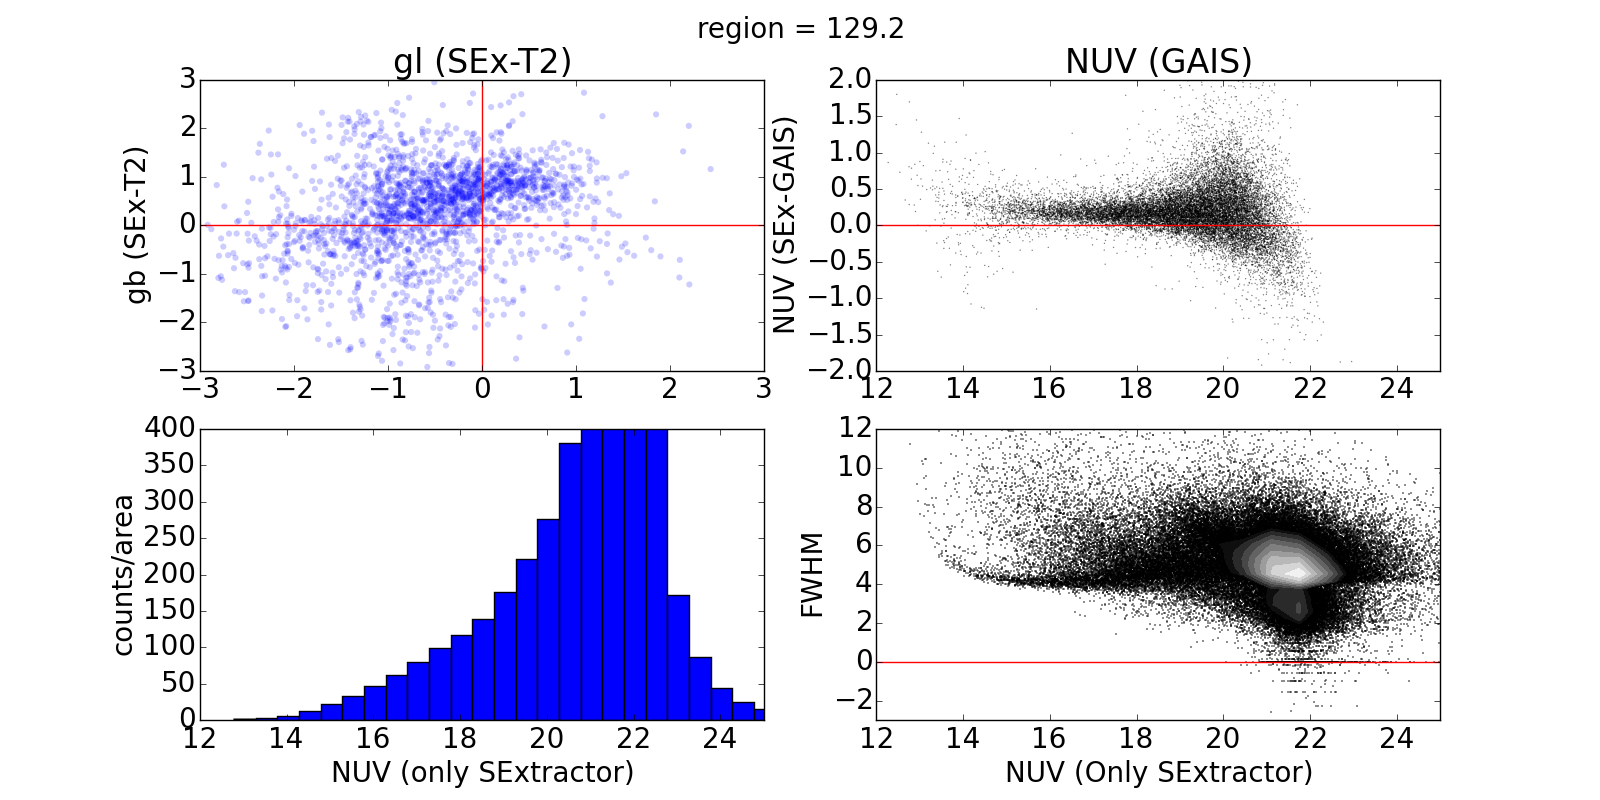 region = 129.2
gl (SEx-T2)
NUV (GAIS)
gb (SEx-T2)
3
2
1
0
−1
−2
−3
−3 −2 −1 0 1 2 3
NUV (SEx-GAIS)
2.0
1.5
1.0
0.5
0.0
−0.5
−1.0
−1.5
−2.0
12 14 16 18 20 22 24
counts/area
400
350
300
250
200
150
100
50
0
12 14 16 18 20 22 24
NUV (only SExtractor)
FWHM
12
10
8
6
4
2
0
−2
12 14 16 18 20 22 24
NUV (Only SExtractor)